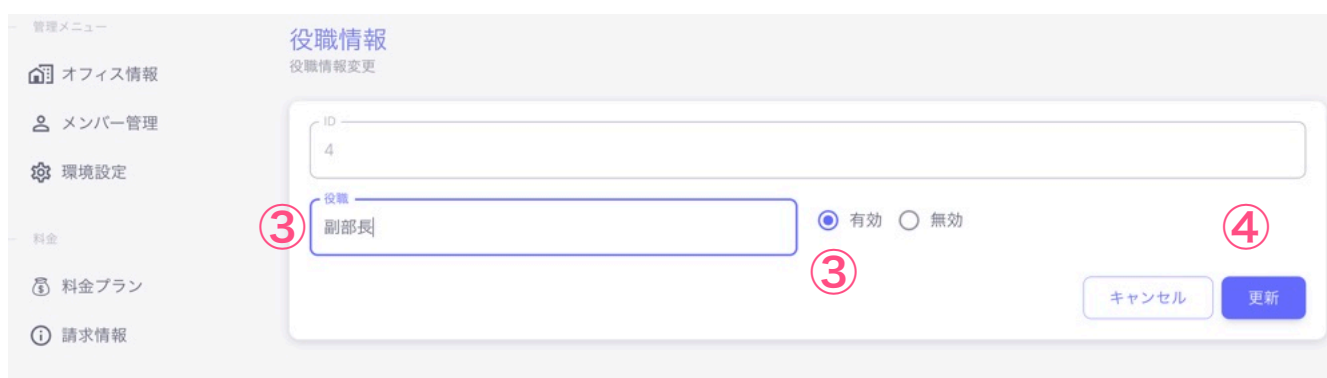 管理メニュー
オフィス情報
メンバー管理
環境設定
料金
料金プラン
請求情報
役職情報
役職情報変更
ID
4
役職
③
副部長
有効
無効
③
④
キャンセル
更新